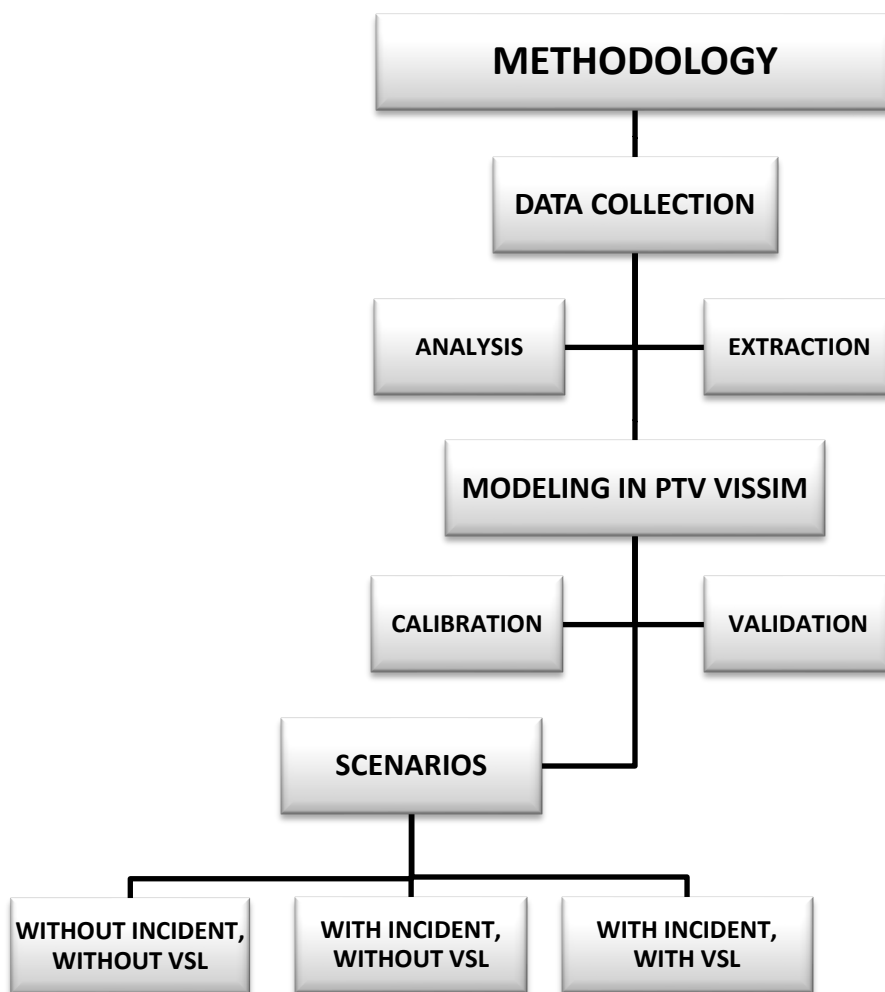 METHODOLOGY
DATA COLLECTION
ANALYSIS
EXTRACTION
MODELING IN PTV VISSIM
CALIBRATION
VALIDATION
SCENARIOS
WITHOUT INCIDENT,
WITHOUT VSL
WITH INCIDENT,
WITHOUT VSL
WITH INCIDENT,
WITH VSL